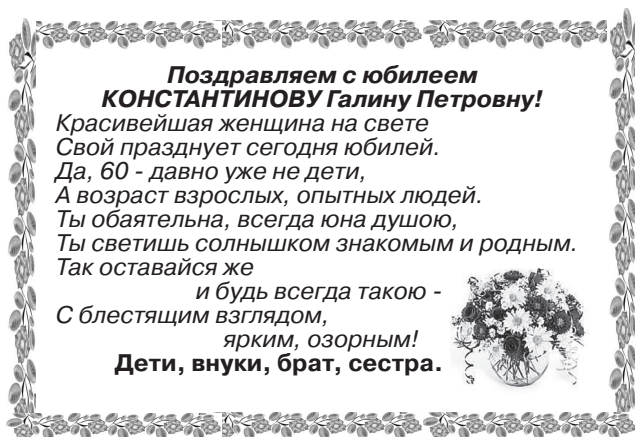 Поздравляем с юбилеем
КОНСТАНТИНОВУ Галину Петровну!
Красивейшая женщина на свете
Свой празднует сегодня юбилей.
Да, 60 - давно уже не дети,
А возраст взрослых, опытных людей.
Ты обаятельна, всегда юна душою,
Ты светишь солнышком знакомым и родным.
Так оставайся же
и будь всегда такою -
С блестящим взглядом,
ярким, озорным!
Дети, внуки, брат, сестра.